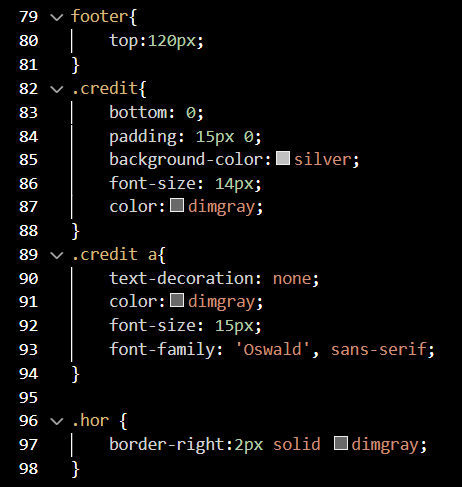 79 footer{
80     top:120px;
81 }
82 .credit{
83     bottom: 0;
84     padding: 15px 0;
85     background-color: silver;
86     font-size: 14px;
87     color: dimgray;
88 }
89 .credit a{
90     text-decoration: none;
91     color: dimgray;
92     font-size: 15px;
93     font-family: 'Oswald', sans-serif;
94 }
95
96 .hor {
97     border-right:2px solid dimgray;
98 }